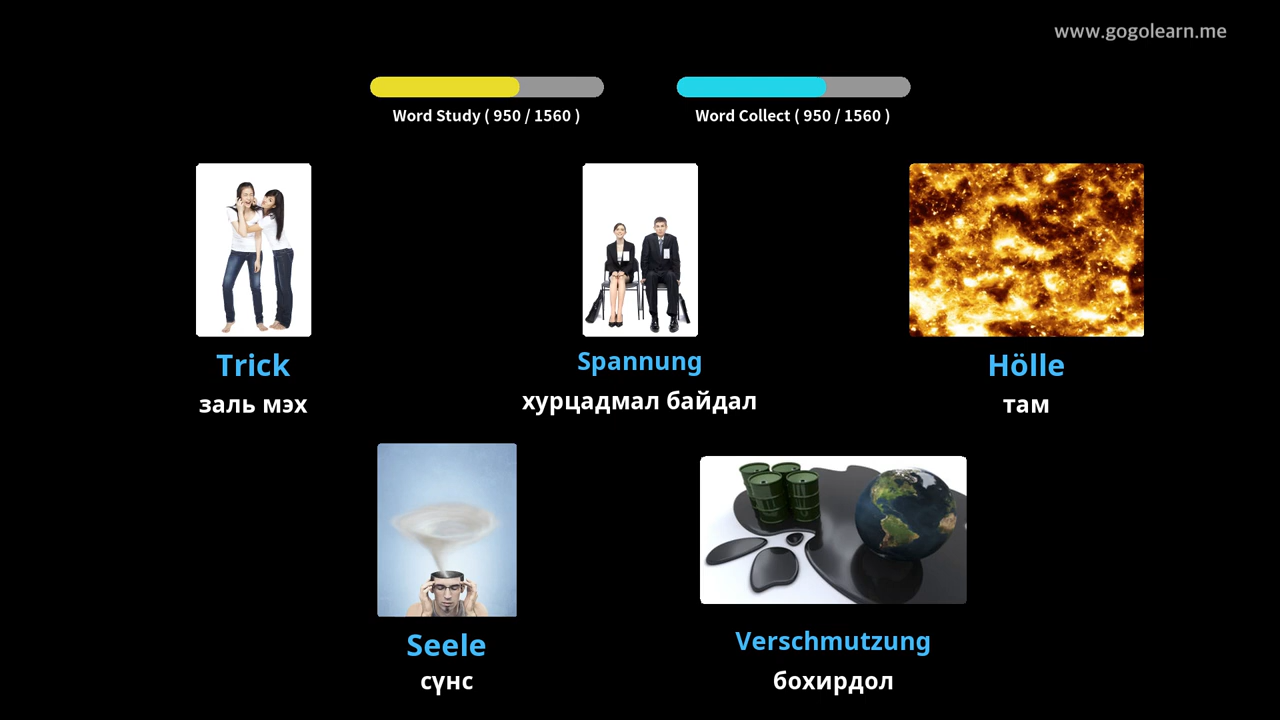 www.gogolearn.me
Word Study ( 950 / 1560 )
Word Collect ( 950 / 1560 )
Trick
заль мэх
Spannung
хурцадмал байдал
Hölle
там
Seele
сүнс
Verschmutzung
бохирдол